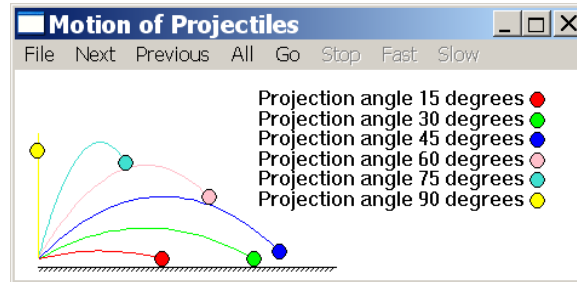 Motion of Projectiles
File Next Previous All Go Stop Fast Slow
Projection angle 15 degrees
Projection angle 30 degrees
Projection angle 45 degrees
Projection angle 60 degrees
Projection angle 75 degrees
Projection angle 90 degrees